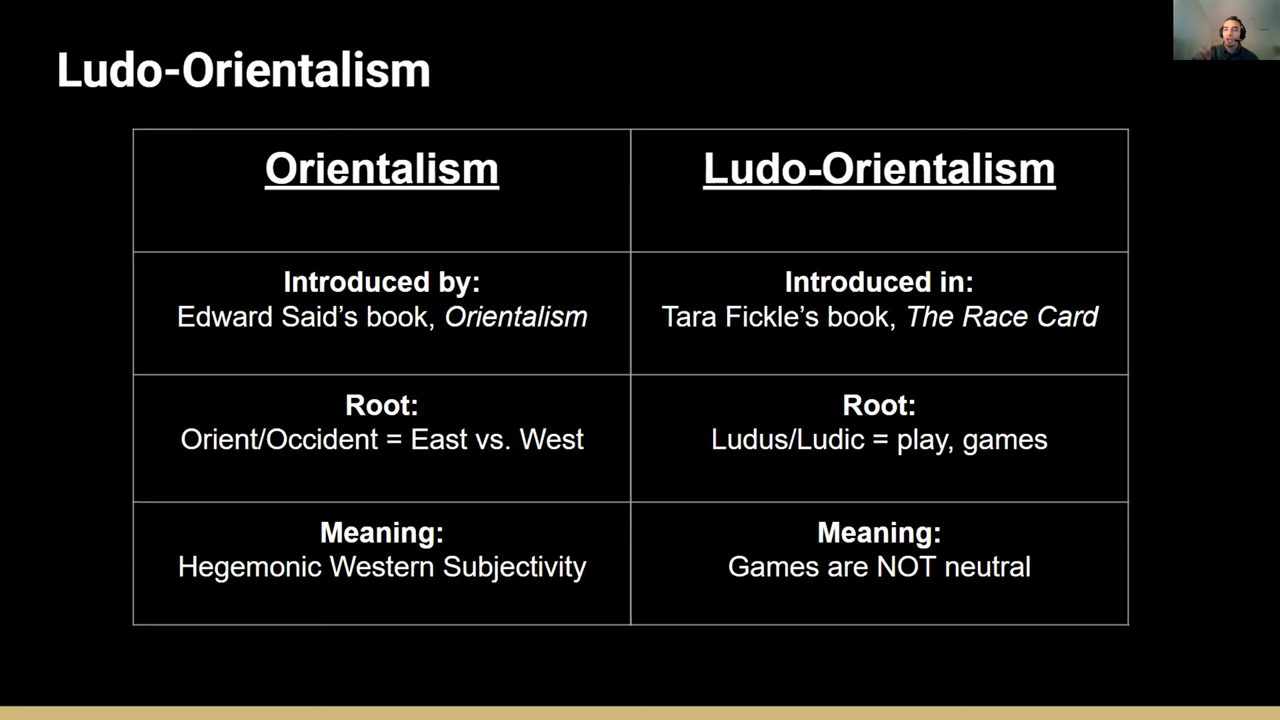 Ludo-Orientalism
Orientalism
Ludo-Orientalism
Introduced by:
Edward Said’s book, Orientalism
Introduced in:
Tara Fickle’s book, The Race Card
Root:
Orient/Occident = East vs. West
Root:
Ludus/Ludic = play, games
Meaning:
Hegemonic Western Subjectivity
Meaning:
Games are NOT neutral